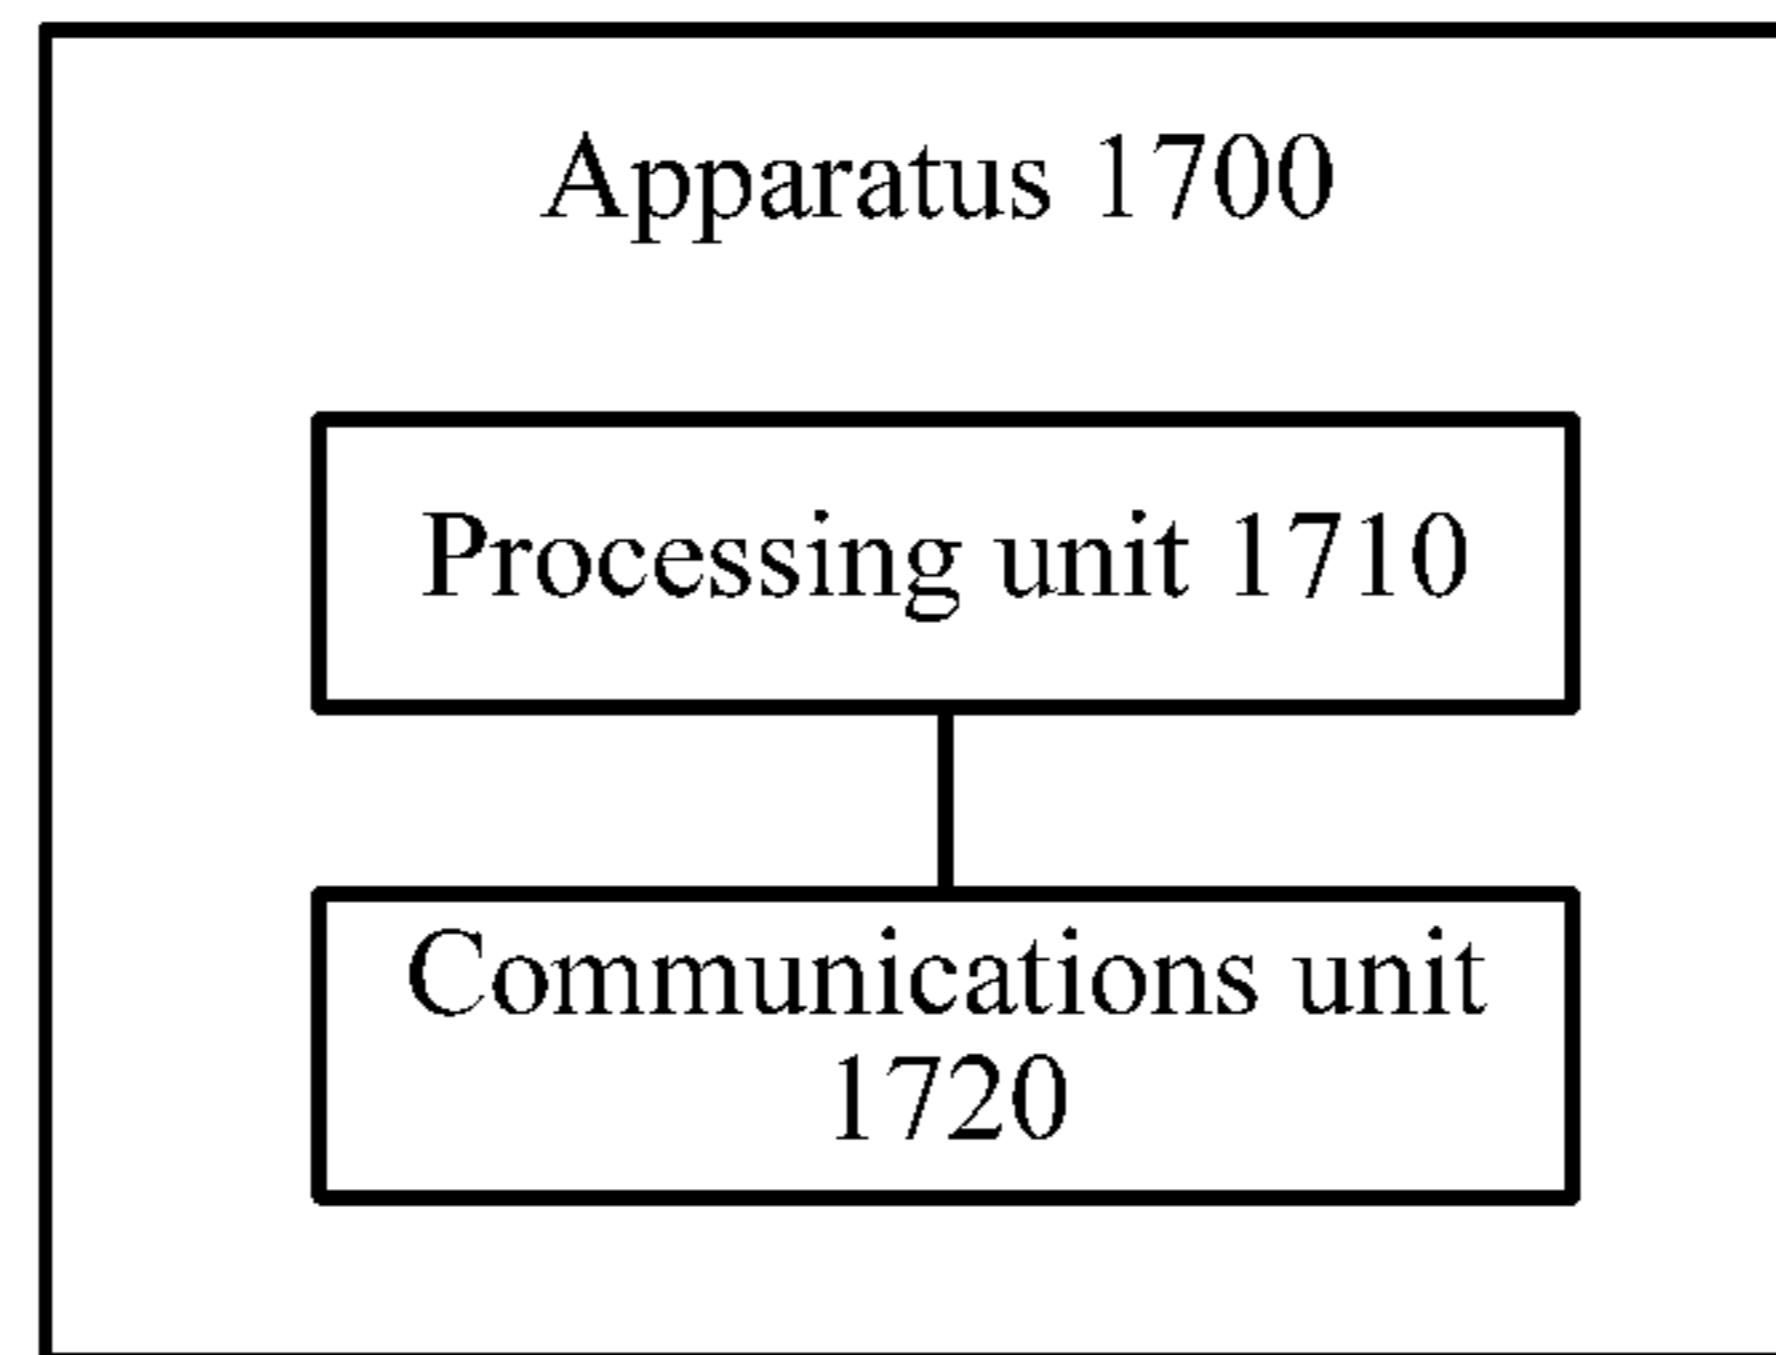 Apparatus 1700
Processing unit 1710
Communications unit
1720